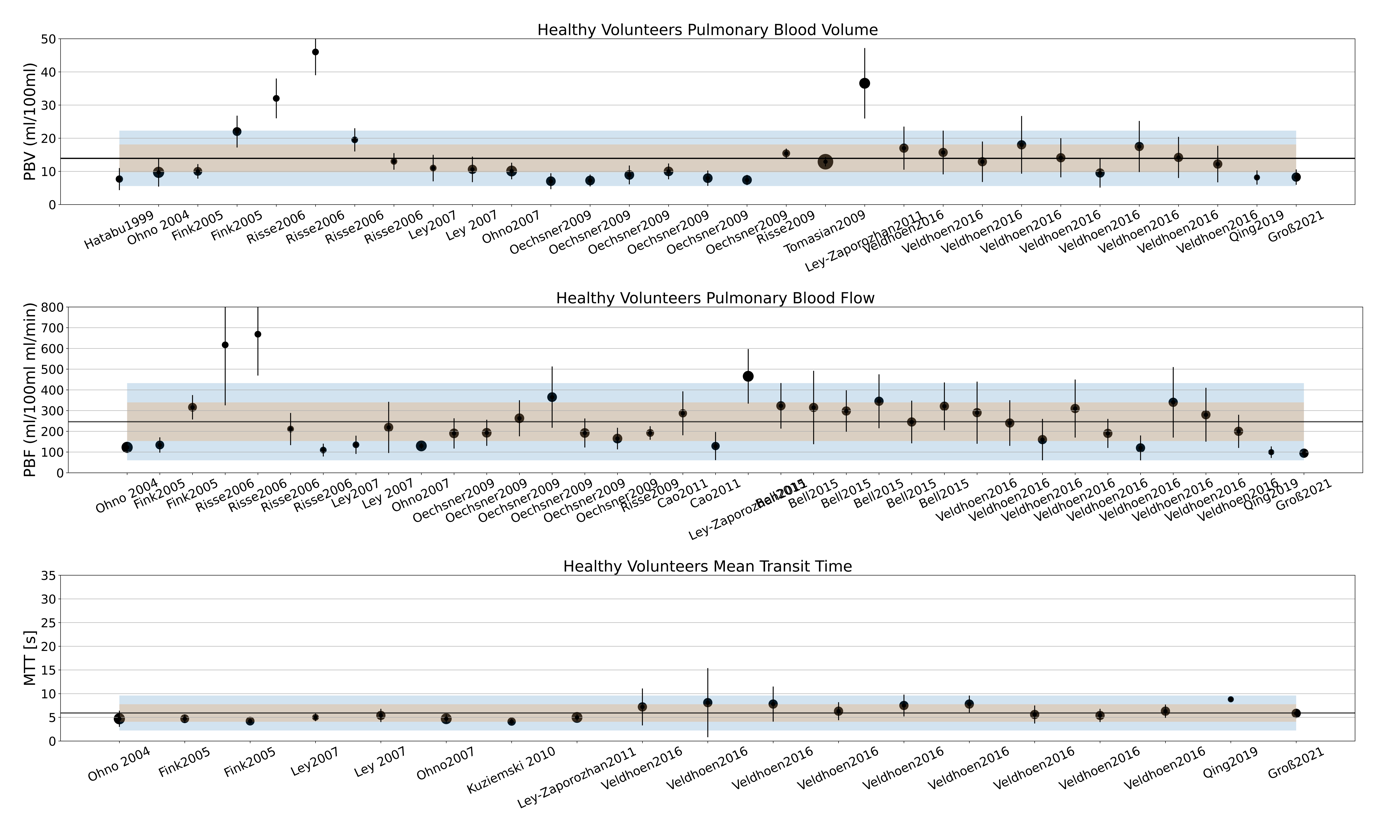 Healthy Volunteers Pulmonary Blood Volume
PBV (ml/100ml)
50
40
30
20
10
0
Hatabu1999 Ohno 2004 Fink2005 Fink2005 Risse2006 Risse2006 Risse2006 Risse2006 Ley2007 Ley 2007 Ohno2007 Oechsner2009 Oechsner2009 Oechsner2009 Oechsner2009 Oechsner2009 Oechsner2009 Risse2009 Tomasian2009 Ley-Zaporozhan2011 Veldhoen2016 Veldhoen2016 Veldhoen2016 Veldhoen2016 Veldhoen2016 Veldhoen2016 Veldhoen2016 Veldhoen2016 Veldhoen2016 Qing2019 Groß2021
Healthy Volunteers Pulmonary Blood Flow
PBF (ml/100ml ml/min)
800
700
600
500
400
300
200
100
0
Ohno 2004 Fink2005 Fink2005 Risse2006 Risse2006 Risse2006 Risse2006 Ley2007 Ley 2007 Ohno2007 Oechsner2009 Oechsner2009 Oechsner2009 Oechsner2009 Oechsner2009 Oechsner2009 Risse2009 Cao2011 Cao2011 Ley-Zaporozhan2011 Bell2015 Bell2015 Bell2015 Bell2015 Bell2015 Bell2015 Veldhoen2016 Veldhoen2016 Veldhoen2016 Veldhoen2016 Veldhoen2016 Veldhoen2016 Veldhoen2016 Veldhoen2016 Veldhoen2016 Qing2019 Groß2021
Healthy Volunteers Mean Transit Time
MTT [s]
35
30
25
20
15
10
5
0
Ohno 2004 Fink2005 Fink2005 Ley2007 Ley 2007 Ohno2007 Kuziemski 2010 Ley-Zaporozhan2011 Veldhoen2016 Veldhoen2016 Veldhoen2016 Veldhoen2016 Veldhoen2016 Veldhoen2016 Veldhoen2016 Veldhoen2016 Veldhoen2016 Qing2019 Groß2021